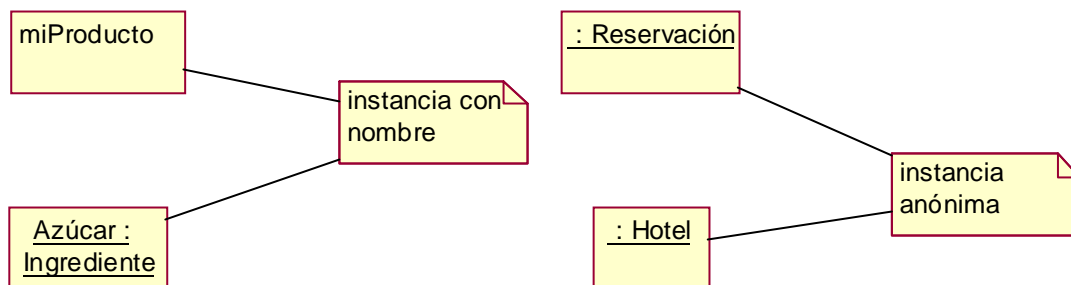 miProducto
instancia con
nombre
Azúcar :
Ingrediente
: Reservación
instancia
anónima
: Hotel